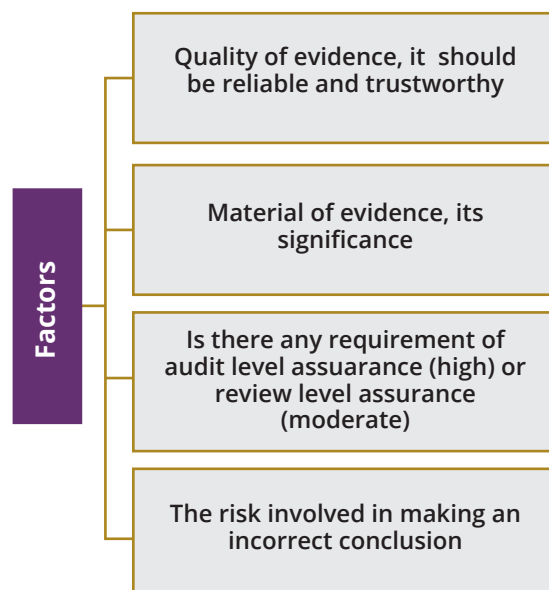 Factors
Quality of evidence, it should
be reliable and trustworthy
Material of evidence, its
significance
Is there any requirement of
audit level assuarance (high) or
review level assurance
(moderate)
The risk involved in making an
incorrect conclusion